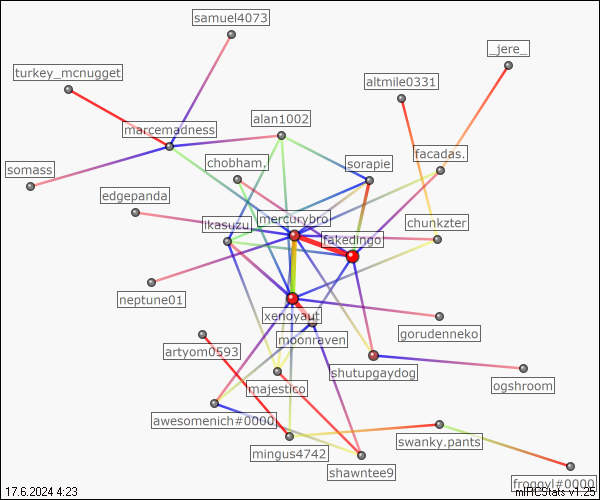 samuel4073
_jere_
turkey_mcnugget
altmile0331
alan1002
marcemadness
chobham.
sorapie
facadas.
somass
edgepanda
mercurybro
ikasuzu
fakedingo
chunkzter
neptune01
xenoyaut
gorudenneko
moonraven
artyom0593
shutupgaydog
majestico
ogshroom
awesomenich#0000
mingus4742
swanky.pants
shawntee9
froggyl#0000
17.6.2024 4:23
mIRCStats v1.25